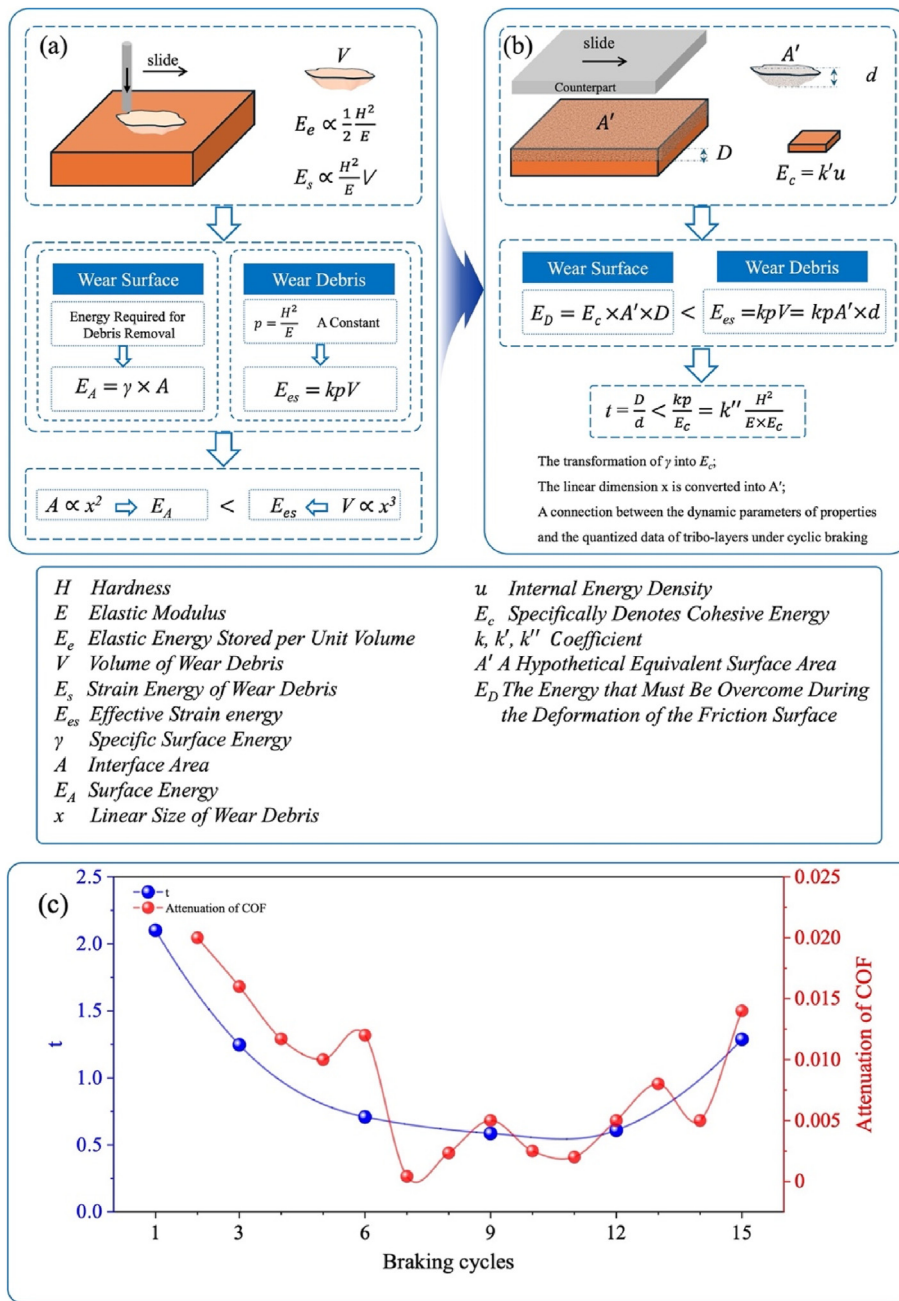 (a)
slide
V
E_e ∝ 1/2 H²/E
E_s ∝ H²/E V
Wear Surface
Wear Debris
Energy Required for
Debris Removal
p = H²/E A Constant
E_A = γ × A
E_es = kpV
A ∝ x² ⇨ E_A < E_es ⇦ V ∝ x³
(b)
slide
Counterpart
A′
D
A′
d
E_c = k′u
Wear Surface
Wear Debris
E_D = E_c ×A′×D < E_es =kpV= kpA′×d
t = D/d < kp/E_c = k″ H²/E×E_c
The transformation of γ into E_c;
The linear dimension x is converted into A′;
A connection between the dynamic parameters of properties
and the quantized data of tribo-layers under cyclic braking
H Hardness
E Elastic Modulus
E_e Elastic Energy Stored per Unit Volume
V Volume of Wear Debris
E_s Strain Energy of Wear Debris
E_es Effective Strain energy
γ Specific Surface Energy
A Interface Area
E_A Surface Energy
x Linear Size of Wear Debris
u Internal Energy Density
E_c Specifically Denotes Cohesive Energy
k, k′, k″ Coefficient
A′ A Hypothetical Equivalent Surface Area
E_D The Energy that Must Be Overcome During
the Deformation of the Friction Surface
(c)
t
Attenuation of COF
2.5
2.0
1.5
1.0
0.5
0.0
t
0.025
0.020
0.015
0.010
0.005
0
Attenuation of COF
1 3 6 9 12 15
Braking cycles